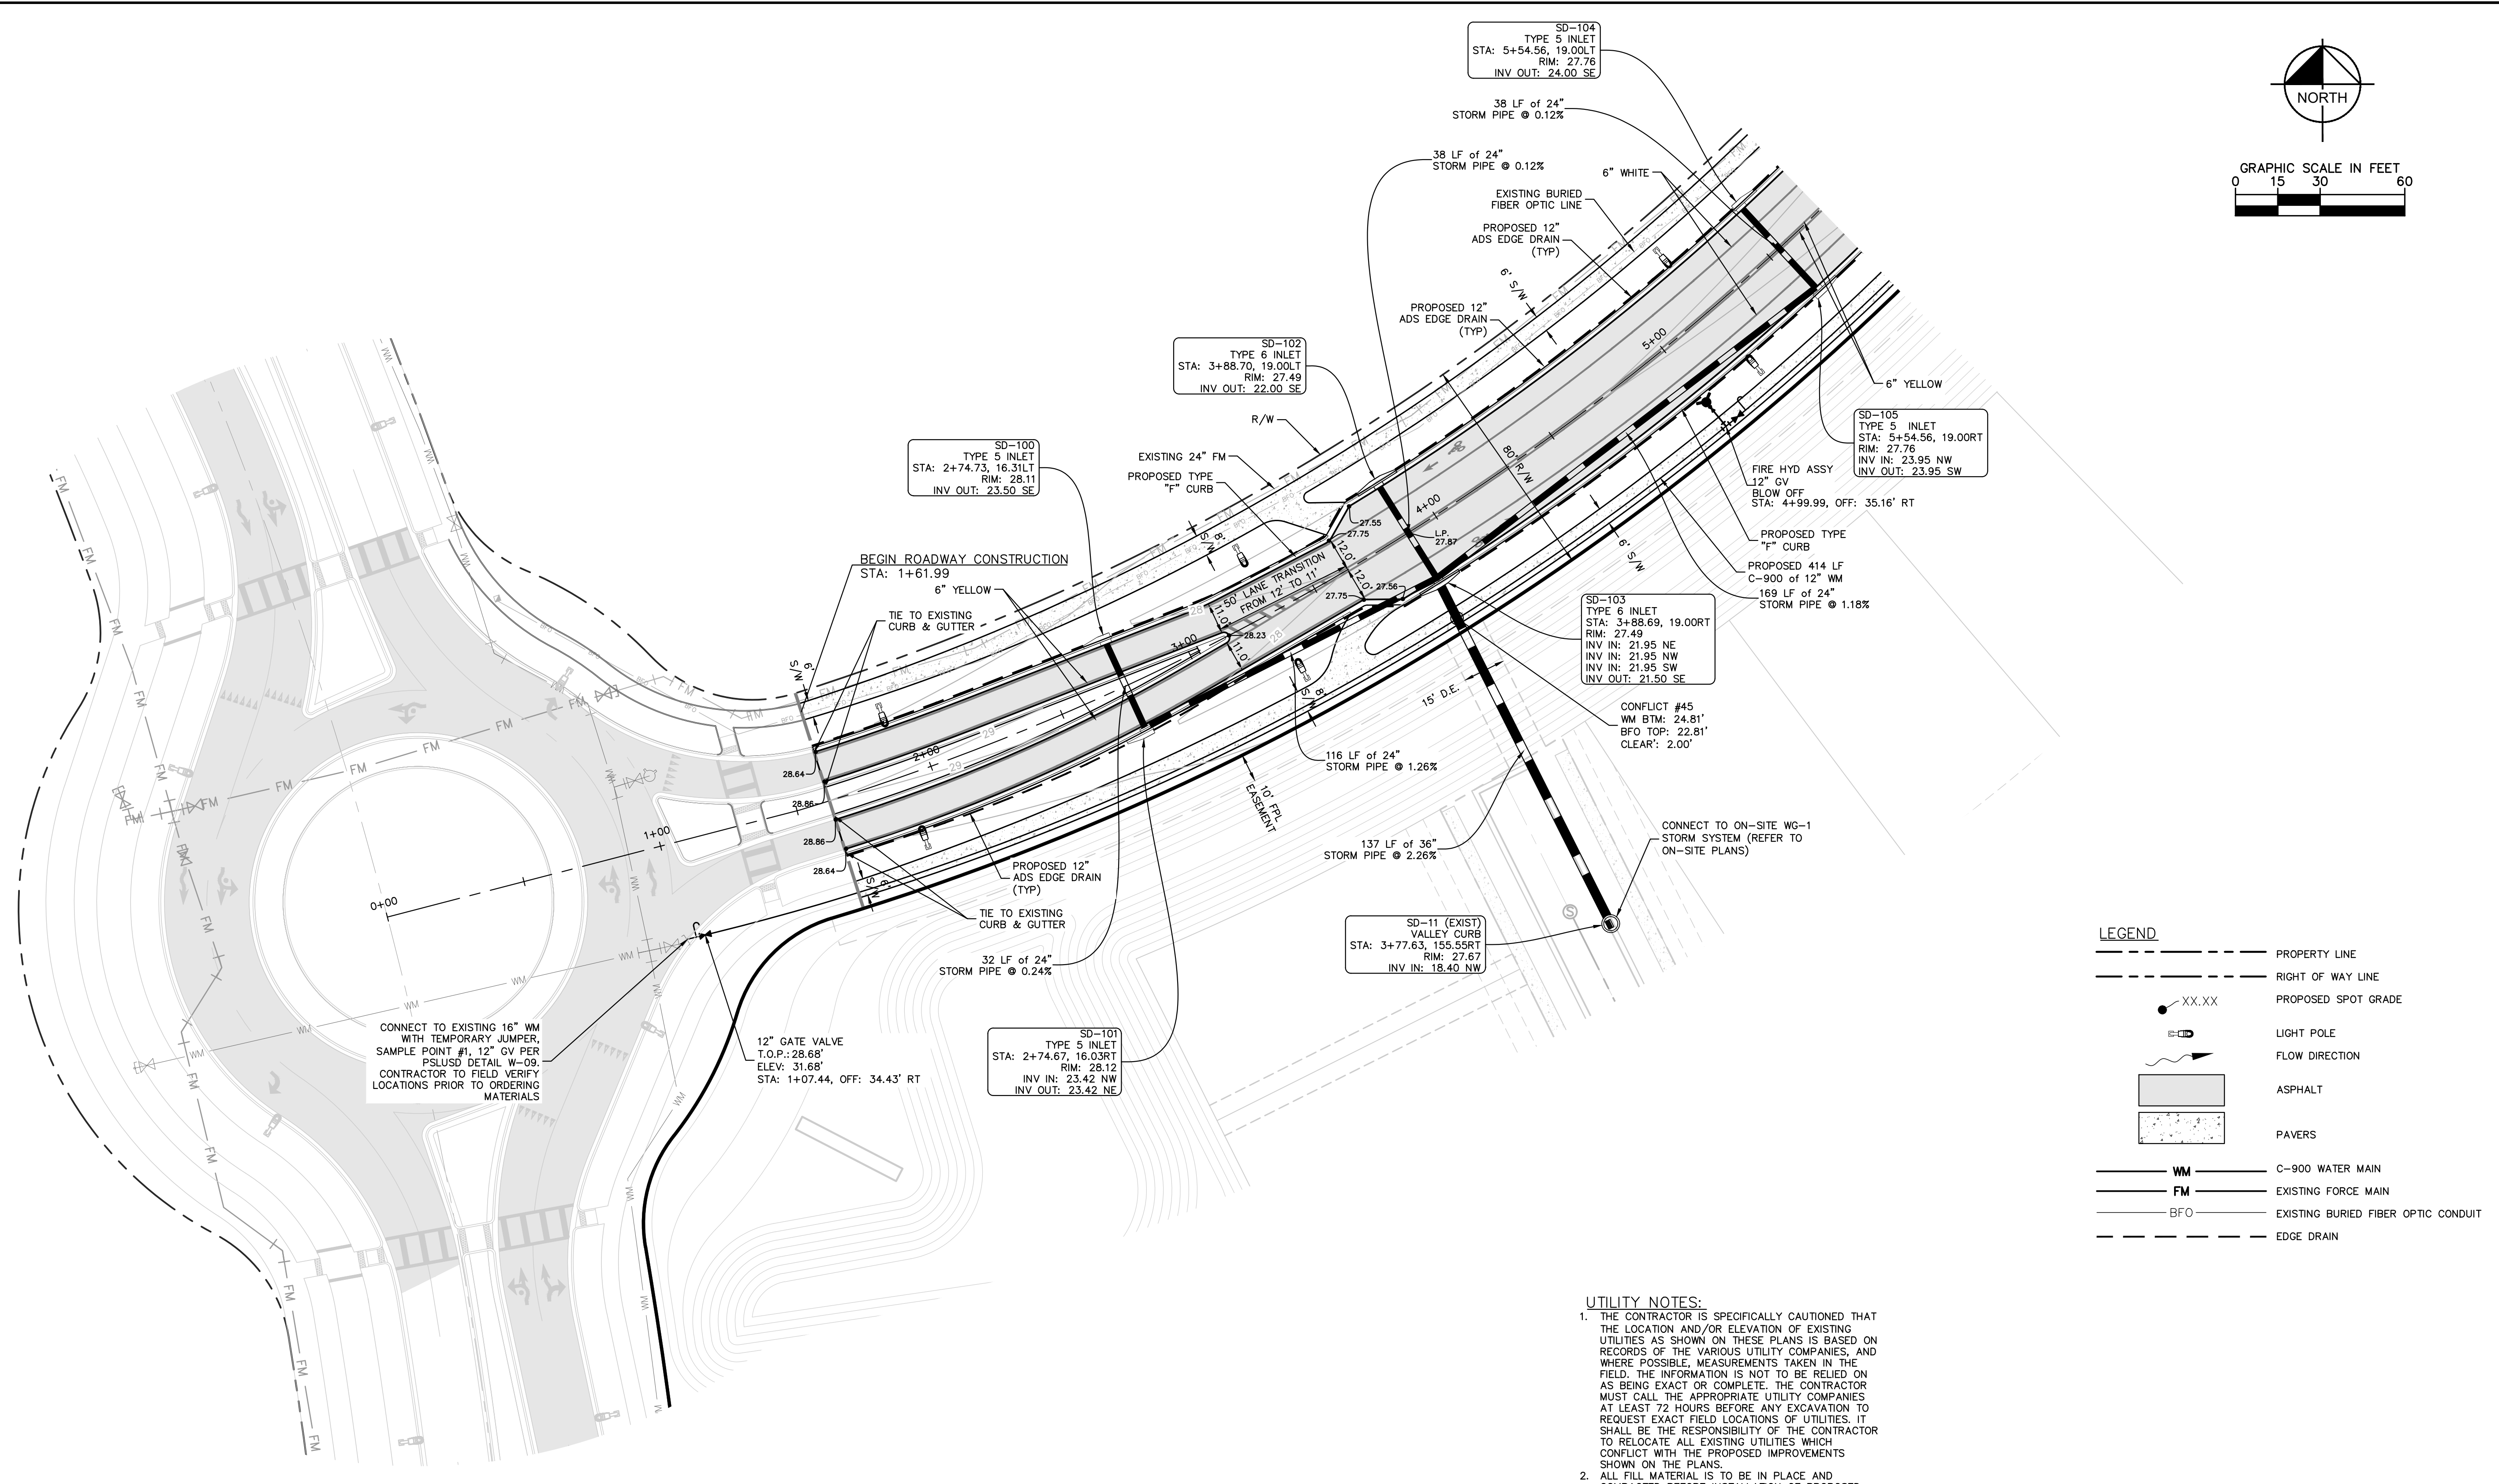 SD-104
TYPE 5 INLET
STA: 5+54.56, 19.00LT
RIM: 27.76
INV OUT: 24.00 SE
38 LF of 24"
STORM PIPE @ 0.12%
38 LF of 24"
STORM PIPE @ 0.12%
6" WHITE
EXISTING BURIED
FIBER OPTIC LINE
PROPOSED 12"
ADS EDGE DRAIN
(TYP)
6' S/W
PROPOSED 12"
ADS EDGE DRAIN
(TYP)
NORTH
GRAPHIC SCALE IN FEET
0 15 30 60
SD-102
TYPE 6 INLET
STA: 3+88.70, 19.00LT
RIM: 27.49
INV OUT: 22.00 SE
R/W
5+00
6" YELLOW
80' R/W
SD-105
TYPE 5 INLET
STA: 5+54.56, 19.00RT
RIM: 27.76
INV IN: 23.95 NW
INV OUT: 23.95 SW
SD-100
TYPE 5 INLET
STA: 2+74.73, 16.31LT
RIM: 28.11
INV OUT: 23.50 SE
EXISTING 24" FM
PROPOSED TYPE
"F" CURB
FIRE HYD ASSY
12" GV
BLOW OFF
STA: 4+99.99, OFF: 35.16' RT
4+00
27.55
27.75
L.P.
27.87
8'
S/W
PROPOSED TYPE
"F" CURB
6' S/W
PROPOSED 414 LF
C-900 of 12" WM
169 LF of 24"
STORM PIPE @ 1.18%
BEGIN ROADWAY CONSTRUCTION
STA: 1+61.99
6" YELLOW
12.0'
12.0'
50' LANE TRANSITION
FROM 12' TO 11'
27.56
27.75
28
11.0'
28.23
28
11.0'
3+00
TIE TO EXISTING
CURB & GUTTER
SD-103
TYPE 6 INLET
STA: 3+88.69, 19.00RT
RIM: 27.49
INV IN: 21.95 NE
INV IN: 21.95 NW
INV IN: 21.95 SW
INV OUT: 21.50 SE
6'
S/W
8'
S/W
15' D.E.
CONFLICT #45
WM BTM: 24.81'
BFO TOP: 22.81'
CLEAR': 2.00'
29
2+00
29
116 LF of 24"
STORM PIPE @ 1.26%
28.64
28.86
28.86
28.64
10' FPL
EASEMENT
1+00
0+00
137 LF of 36"
STORM PIPE @ 2.26%
CONNECT TO ON-SITE WG-1
STORM SYSTEM (REFER TO
ON-SITE PLANS)
PROPOSED 12"
ADS EDGE DRAIN
(TYP)
6'
S/W
TIE TO EXISTING
CURB & GUTTER
S
SD-11 (EXIST)
VALLEY CURB
STA: 3+77.63, 155.55RT
RIM: 27.67
INV IN: 18.40 NW
32 LF of 24"
STORM PIPE @ 0.24%
CONNECT TO EXISTING 16" WM
WITH TEMPORARY JUMPER,
SAMPLE POINT #1, 12" GV PER
PSLUSD DETAIL W-09.
CONTRACTOR TO FIELD VERIFY
LOCATIONS PRIOR TO ORDERING
MATERIALS
12" GATE VALVE
T.O.P.: 28.68'
ELEV: 31.68'
STA: 1+07.44, OFF: 34.43' RT
SD-101
TYPE 5 INLET
STA: 2+74.67, 16.03RT
RIM: 28.12
INV IN: 23.42 NW
INV OUT: 23.42 NE
LEGEND
PROPERTY LINE
RIGHT OF WAY LINE
XX.XX PROPOSED SPOT GRADE
LIGHT POLE
FLOW DIRECTION
ASPHALT
PAVERS
WM C-900 WATER MAIN
FM EXISTING FORCE MAIN
BFO EXISTING BURIED FIBER OPTIC CONDUIT
EDGE DRAIN
UTILITY NOTES:
1. THE CONTRACTOR IS SPECIFICALLY CAUTIONED THAT
THE LOCATION AND/OR ELEVATION OF EXISTING
UTILITIES AS SHOWN ON THESE PLANS IS BASED ON
RECORDS OF THE VARIOUS UTILITY COMPANIES, AND
WHERE POSSIBLE, MEASUREMENTS TAKEN IN THE
FIELD. THE INFORMATION IS NOT TO BE RELIED ON
AS BEING EXACT OR COMPLETE. THE CONTRACTOR
MUST CALL THE APPROPRIATE UTILITY COMPANIES
AT LEAST 72 HOURS BEFORE ANY EXCAVATION TO
REQUEST EXACT FIELD LOCATIONS OF UTILITIES. IT
SHALL BE THE RESPONSIBILITY OF THE CONTRACTOR
TO RELOCATE ALL EXISTING UTILITIES WHICH
CONFLICT WITH THE PROPOSED IMPROVEMENTS
SHOWN ON THE PLANS.
2. ALL FILL MATERIAL IS TO BE IN PLACE AND